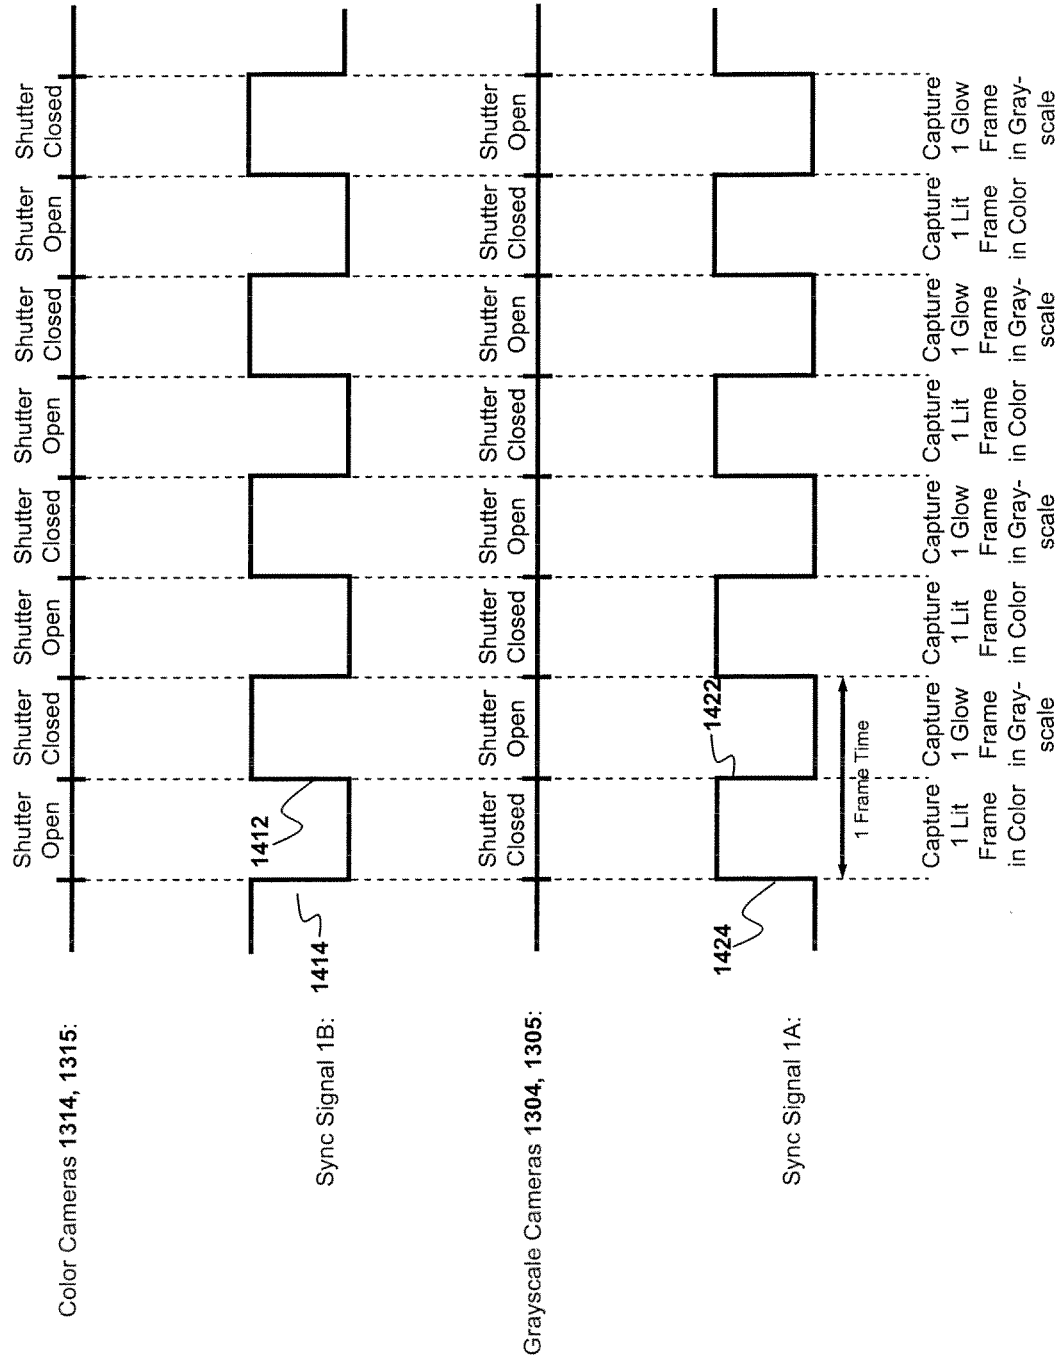 Color Cameras 1314, 1315:
Shutter
Open
Shutter
Closed
Shutter
Open
Shutter
Closed
Shutter
Open
Shutter
Closed
Shutter
Open
Shutter
Closed
1412
1414
Sync Signal 1B:
Grayscale Cameras 1304, 1305:
Shutter
Closed
Shutter
Open
Shutter
Closed
Shutter
Open
Shutter
Closed
Shutter
Open
Shutter
Closed
Shutter
Open
1422
1424
Sync Signal 1A:
1 Frame Time
Capture
1 Lit
Frame
in Color
Capture
1 Glow
Frame
in Gray-
scale
Capture
1 Lit
Frame
in Color
Capture
1 Glow
Frame
in Gray-
scale
Capture
1 Lit
Frame
in Color
Capture
1 Glow
Frame
in Gray-
scale
Capture
1 Lit
Frame
in Color
Capture
1 Glow
Frame
in Gray-
scale